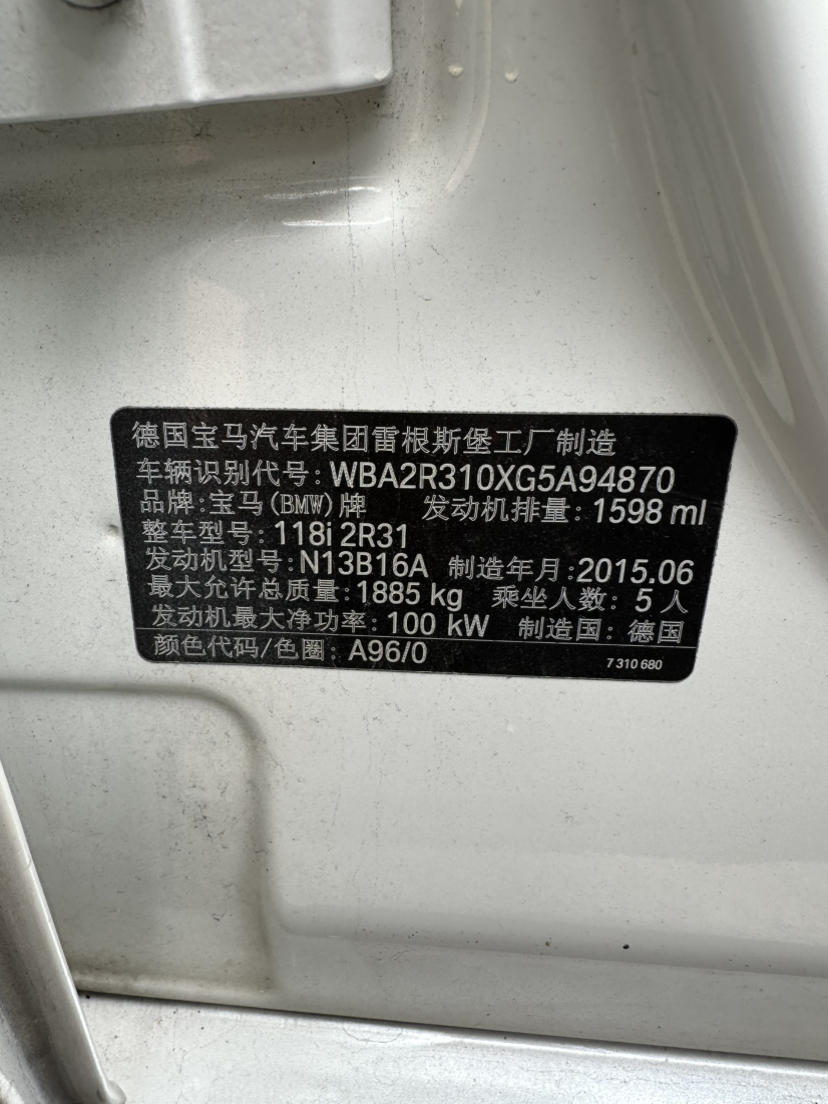 德国宝马汽车集团雷根斯堡工厂制造
车辆识别代号: WBA2R310XG5A94870
品牌:宝马(BMW)牌 发动机排量: 1598 ml
整车型号: 118i 2R31
发动机型号: N13B16A 制造年月:2015.06
最大允许总质量: 1885 kg 乘坐人数: 5 人
发动机最大净功率: 100 kW 制造国: 德国
颜色代码/色圈: A96/0 7 310 680